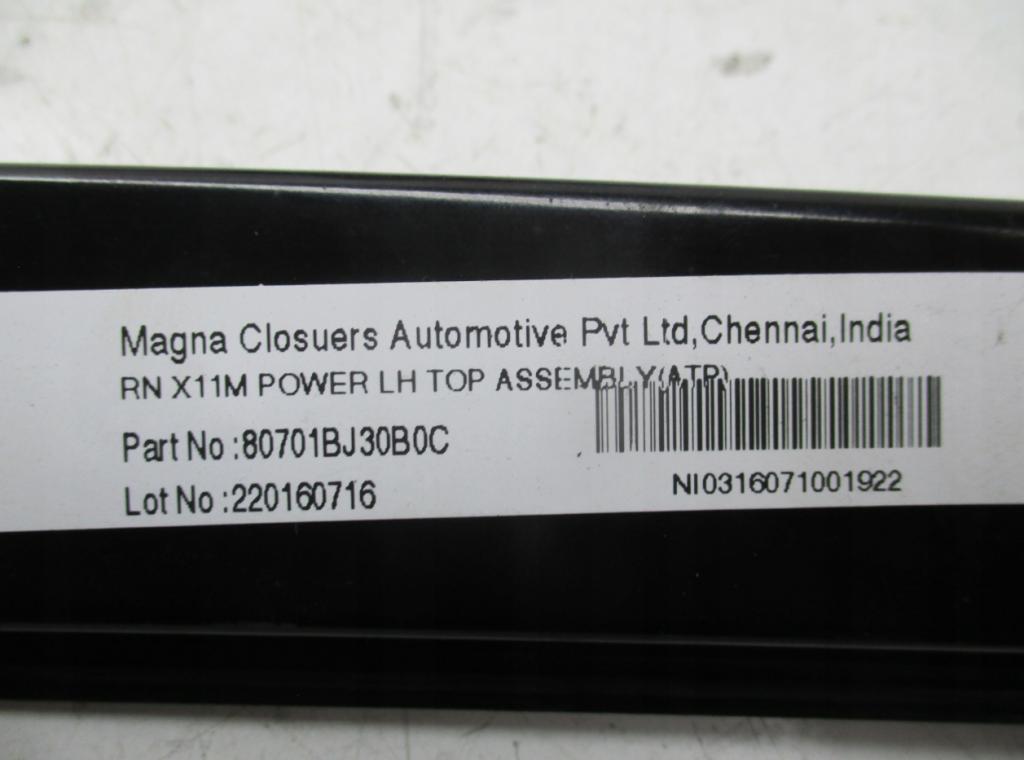 Magna Closuers Automotive Pvt Ltd,Chennai,India
RN X11M POWER LH TOP ASSEMBLY(ATP)
Part No :80701BJ30B0C
Lot No :220160716
NI0316071001922